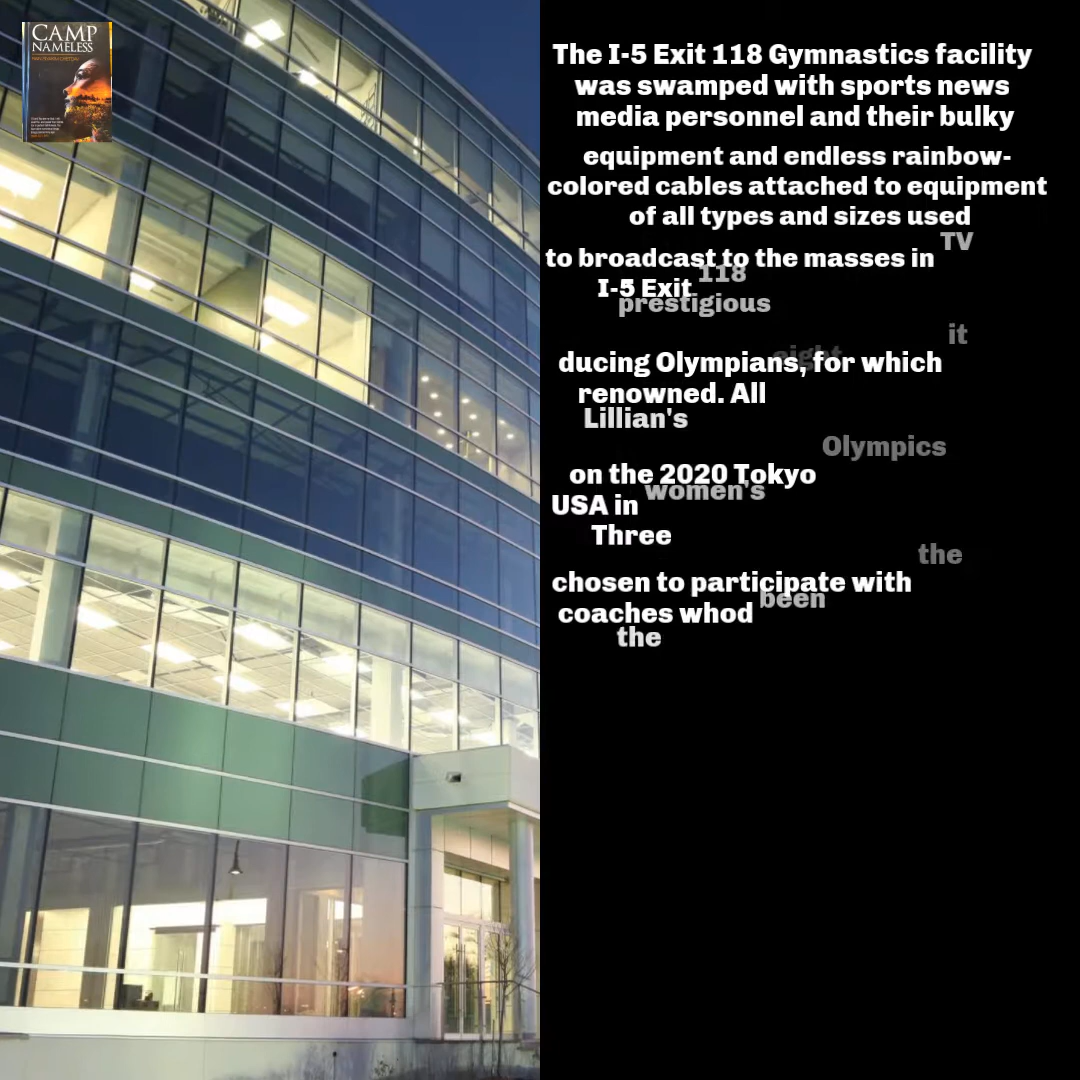 CAMP
NAMELESS
The I-5 Exit 118 Gymnastics facility
was swamped with sports news
media personnel and their bulky
equipment and endless rainbow-
colored cables attached to equipment
of all types and sizes used
to broadcast to the masses in TV
I-5 Exit 118
prestigious
it
ducing Olympians, for which eight
renowned. All
Lillian's
Olympics
on the 2020 Tokyo
USA in women's
Three
the
chosen to participate with
coaches whod been
the